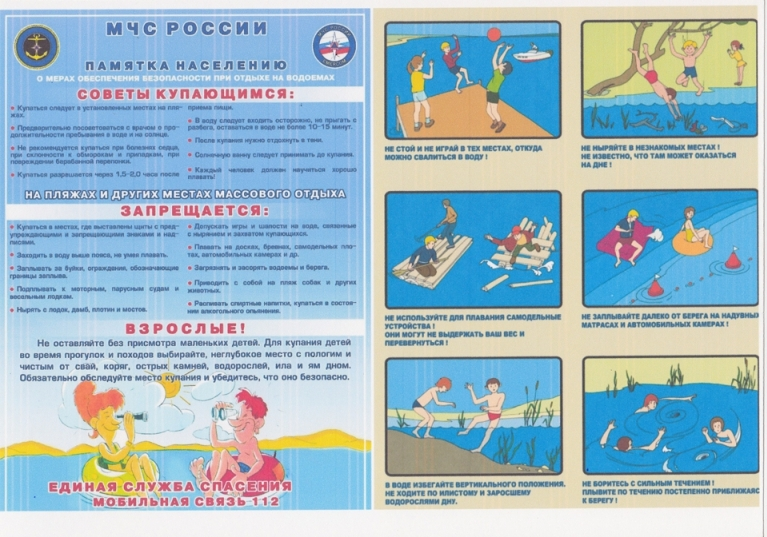 МЧС РОССИИ
ПАМЯТКА НАСЕЛЕНИЮ
О МЕРАХ ОБЕСПЕЧЕНИЯ БЕЗОПАСНОСТИ ПРИ ОТДЫХЕ НА ВОДОЕМАХ
СОВЕТЫ КУПАЮЩИМСЯ:
• Купаться следует в установленных местах на пля-
жах.
• Предварительно посоветоваться с врачом о про-
должительности пребывания в воде и на солнце.
• Не рекомендуется купаться при болезнях сердца,
при склонности к обморокам и припадкам, при
повреждении барабанной перепонки.
• Купаться разрешается через 1,5-2,0 часа после
приема пищи.
• В воду следует входить осторожно, не прыгать с
разбега, оставаться в воде не более 10-15 минут.
• После купания нужно отдохнуть в тени.
• Солнечную ванну следует принимать до купания.
• Каждый человек должен научиться хорошо
плавать!
НА ПЛЯЖАХ И ДРУГИХ МЕСТАХ МАССОВОГО ОТДЫХА
ЗАПРЕЩАЕТСЯ:
• Купаться в местах, где выставлены щиты с пред-
упреждающими и запрещающими знаками и над-
писями.
• Заходить в воду выше пояса, не умея плавать.
• Заплывать за буйки, ограждения, обозначающие
границы заплыва.
• Подплывать к моторным, парусным судам и
весельным лодкам.
• Нырять с лодок, дамб, плотин и мостов.
• Допускать игры и шалости на воде, связанные
с нырянием и захватом купающихся.
• Плавать на досках, бревнах, самодельных пло-
тах, автомобильных камерах и др.
• Загрязнять и засорять водоемы и берега.
• Приводить с собой на пляж собак и других
животных.
• Распивать спиртные напитки, купаться в состоя-
нии алкогольного опьянения.
ВЗРОСЛЫЕ!
Не оставляйте без присмотра маленьких детей. Для купания детей
во время прогулок и походов выбирайте, неглубокое место с пологим и
чистым от свай, коряг, острых камней, водорослей, ила и ям дном.
Обязательно обследуйте место купания и убедитесь, что оно безопасно.
ЕДИНАЯ СЛУЖБА СПАСЕНИЯ
МОБИЛЬНАЯ СВЯЗЬ 112
НЕ СТОЙ И НЕ ИГРАЙ В ТЕХ МЕСТАХ, ОТКУДА
МОЖНО СВАЛИТЬСЯ В ВОДУ !
НЕ НЫРЯЙТЕ В НЕЗНАКОМЫХ МЕСТАХ !
НЕ ИЗВЕСТНО, ЧТО ТАМ МОЖЕТ ОКАЗАТЬСЯ
НА ДНЕ !
НЕ ИСПОЛЬЗУЙТЕ ДЛЯ ПЛАВАНИЯ САМОДЕЛЬНЫЕ
УСТРОЙСТВА !
ОНИ МОГУТ НЕ ВЫДЕРЖАТЬ ВАШ ВЕС И
ПЕРЕВЕРНУТЬСЯ !
НЕ ЗАПЛЫВАЙТЕ ДАЛЕКО ОТ БЕРЕГА НА НАДУВНЫХ
МАТРАСАХ И АВТОМОБИЛЬНЫХ КАМЕРАХ !
В ВОДЕ ИЗБЕГАЙТЕ ВЕРТИКАЛЬНОГО ПОЛОЖЕНИЯ.
НЕ ХОДИТЕ ПО ИЛИСТОМУ И ЗАРОСШЕМУ
ВОДОРОСЛЯМИ ДНУ.
НЕ БОРИТЕСЬ С СИЛЬНЫМ ТЕЧЕНИЕМ !
ПЛЫВИТЕ ПО ТЕЧЕНИЮ ПОСТЕПЕННО ПРИБЛИЖАЯС
К БЕРЕГУ !